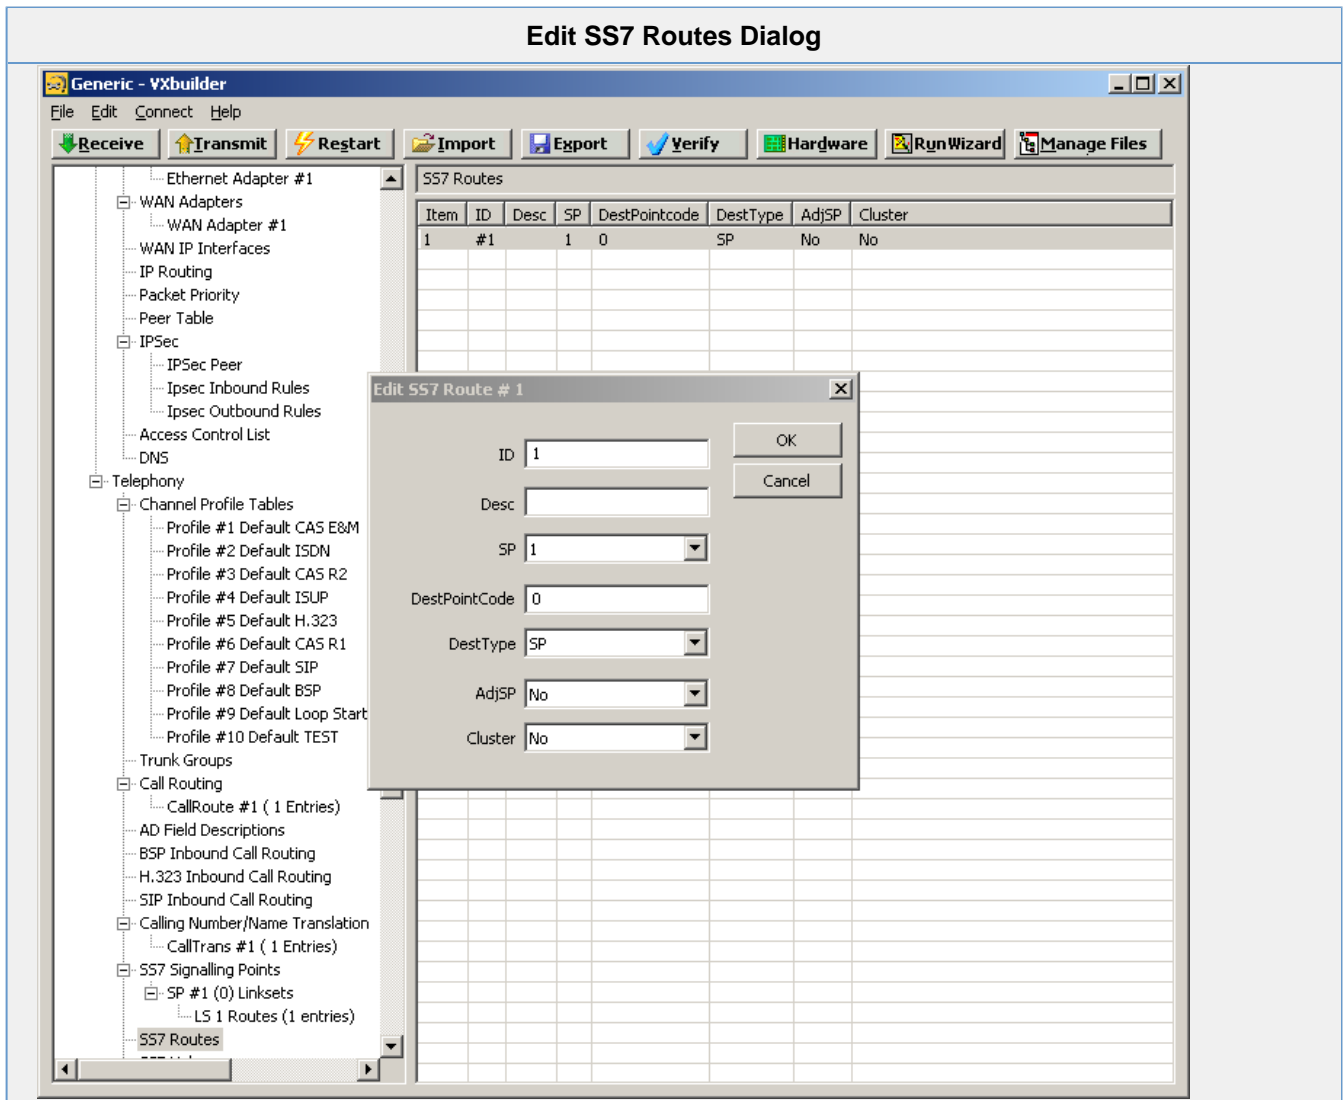 Edit SS7 Routes Dialog
Generic - VXbuilder
File Edit Connect Help
Receive Transmit Restart Import Export Verify Hardware RunWizard Manage Files
Ethernet Adapter #1
WAN Adapters
WAN Adapter #1
WAN IP Interfaces
IP Routing
Packet Priority
Peer Table
IPSec
IPSec Peer
Ipsec Inbound Rules
Ipsec Outbound Rules
Access Control List
DNS
Telephony
Channel Profile Tables
Profile #1 Default CAS E&M
Profile #2 Default ISDN
Profile #3 Default CAS R2
Profile #4 Default ISUP
Profile #5 Default H.323
Profile #6 Default CAS R1
Profile #7 Default SIP
Profile #8 Default BSP
Profile #9 Default Loop Start
Profile #10 Default TEST
Trunk Groups
Call Routing
CallRoute #1 ( 1 Entries)
AD Field Descriptions
BSP Inbound Call Routing
H.323 Inbound Call Routing
SIP Inbound Call Routing
Calling Number/Name Translation
CallTrans #1 ( 1 Entries)
SS7 Signalling Points
SP #1 (0) Linksets
LS 1 Routes (1 entries)
SS7 Routes
SS7 Routes
Item ID Desc SP DestPointcode DestType AdjSP Cluster
1 #1 1 0 SP No No
Edit SS7 Route # 1
ID 1
OK
Cancel
Desc
SP 1
DestPointCode 0
DestType SP
AdjSP No
Cluster No